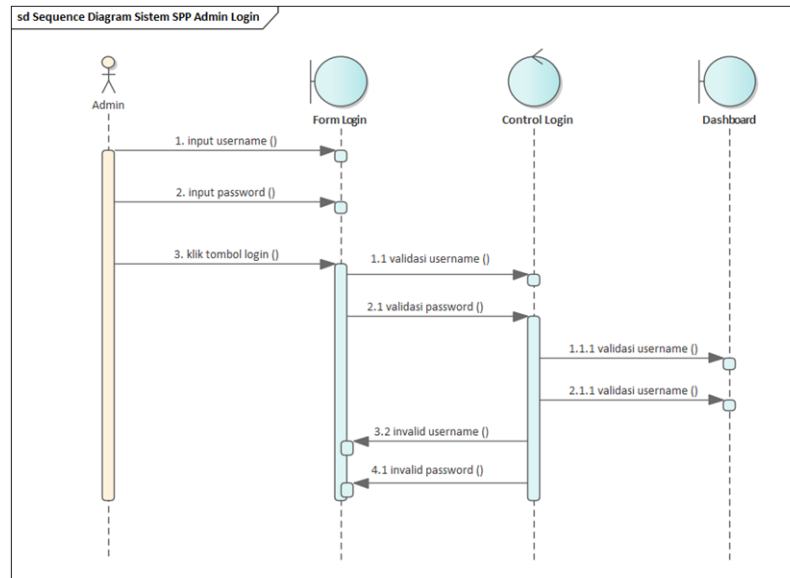 sd Sequence Diagram Sistem SPP Admin Login
Admin
Form Login
Control Login
Dashboard
1. input username ()
2. input password ()
3. klik tombol login ()
1.1 validasi username ()
2.1 validasi password ()
1.1.1 validasi username ()
2.1.1 validasi username ()
3.2 invalid username ()
4.1 invalid password ()